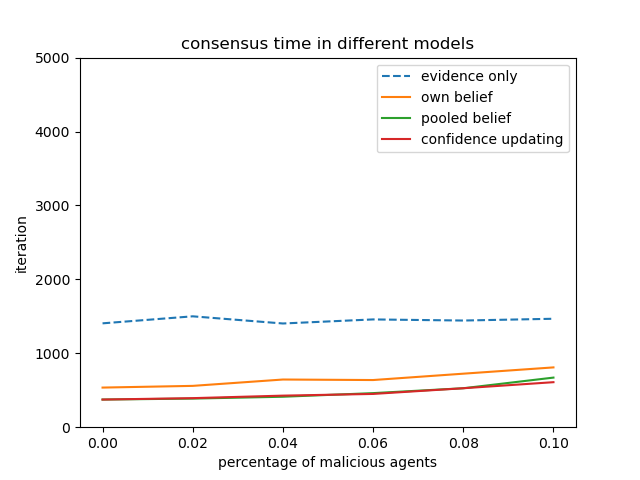 consensus time in different models
5000
4000
3000
2000
1000
0
iteration
evidence only
own belief
pooled belief
confidence updating
0.00 0.02 0.04 0.06 0.08 0.10
percentage of malicious agents